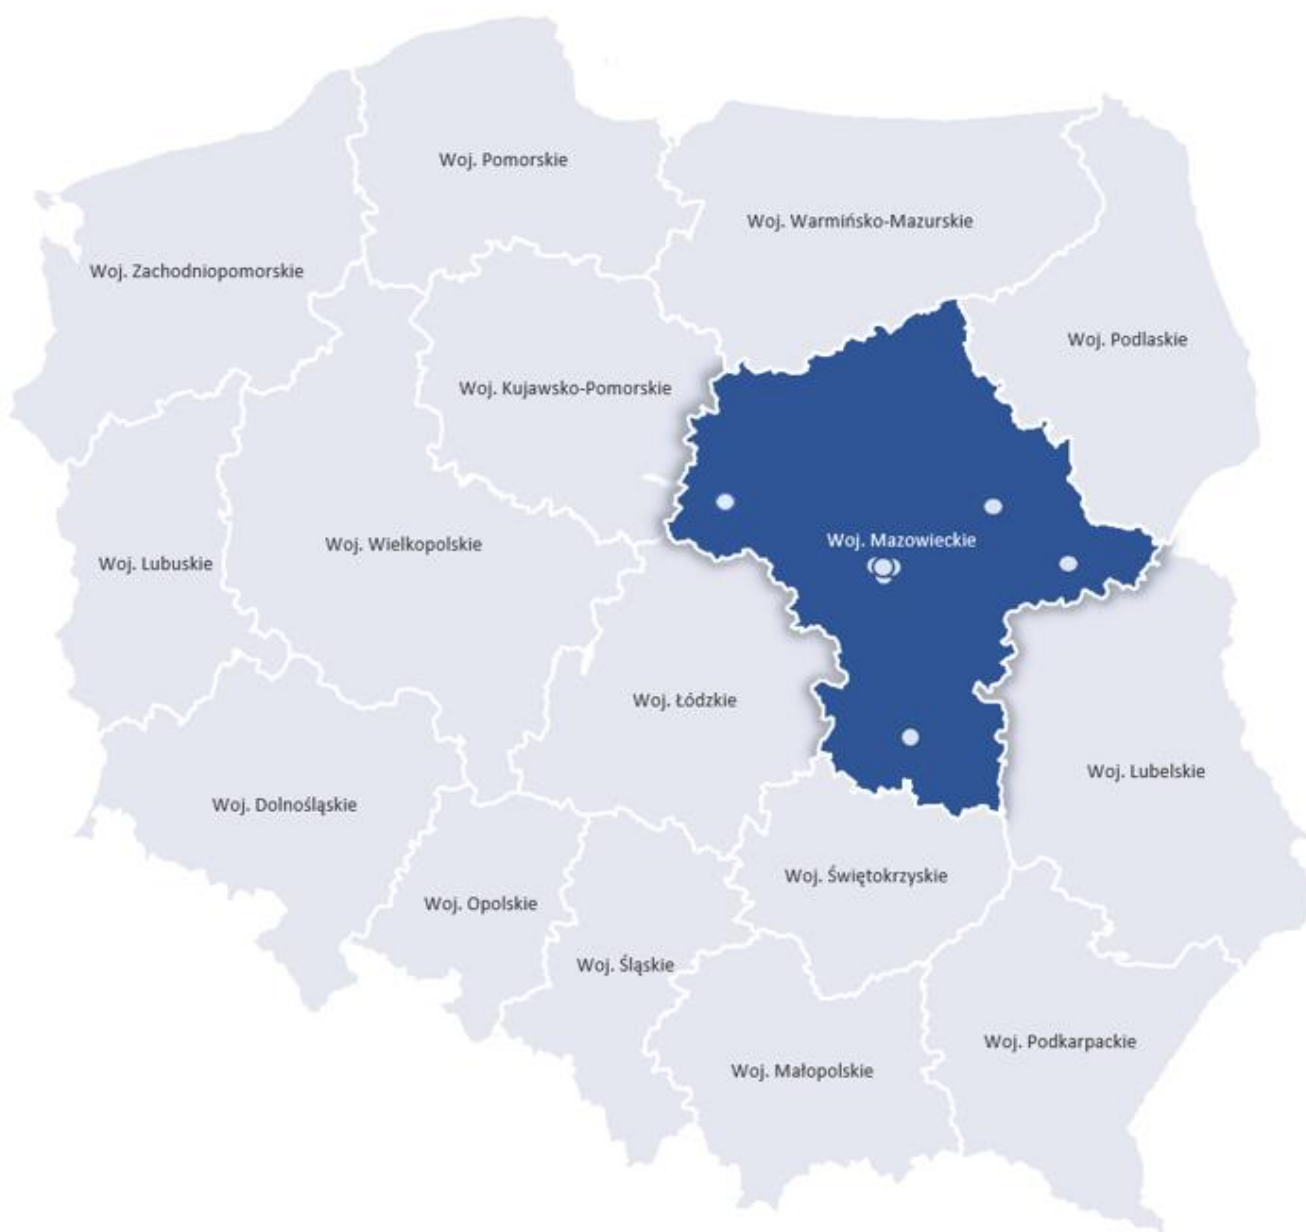 Woj. Pomorskie
Woj. Warmińsko-Mazurskie
Woj. Zachodniopomorskie
Woj. Podlaskie
Woj. Kujawsko-Pomorskie
Woj. Mazowieckie
Woj. Wielkopolskie
Woj. Lubuskie
Woj. Łódzkie
Woj. Lubelskie
Woj. Dolnośląskie
Woj. Świętokrzyskie
Woj. Opolskie
Woj. Śląskie
Woj. Podkarpackie
Woj. Małopolskie